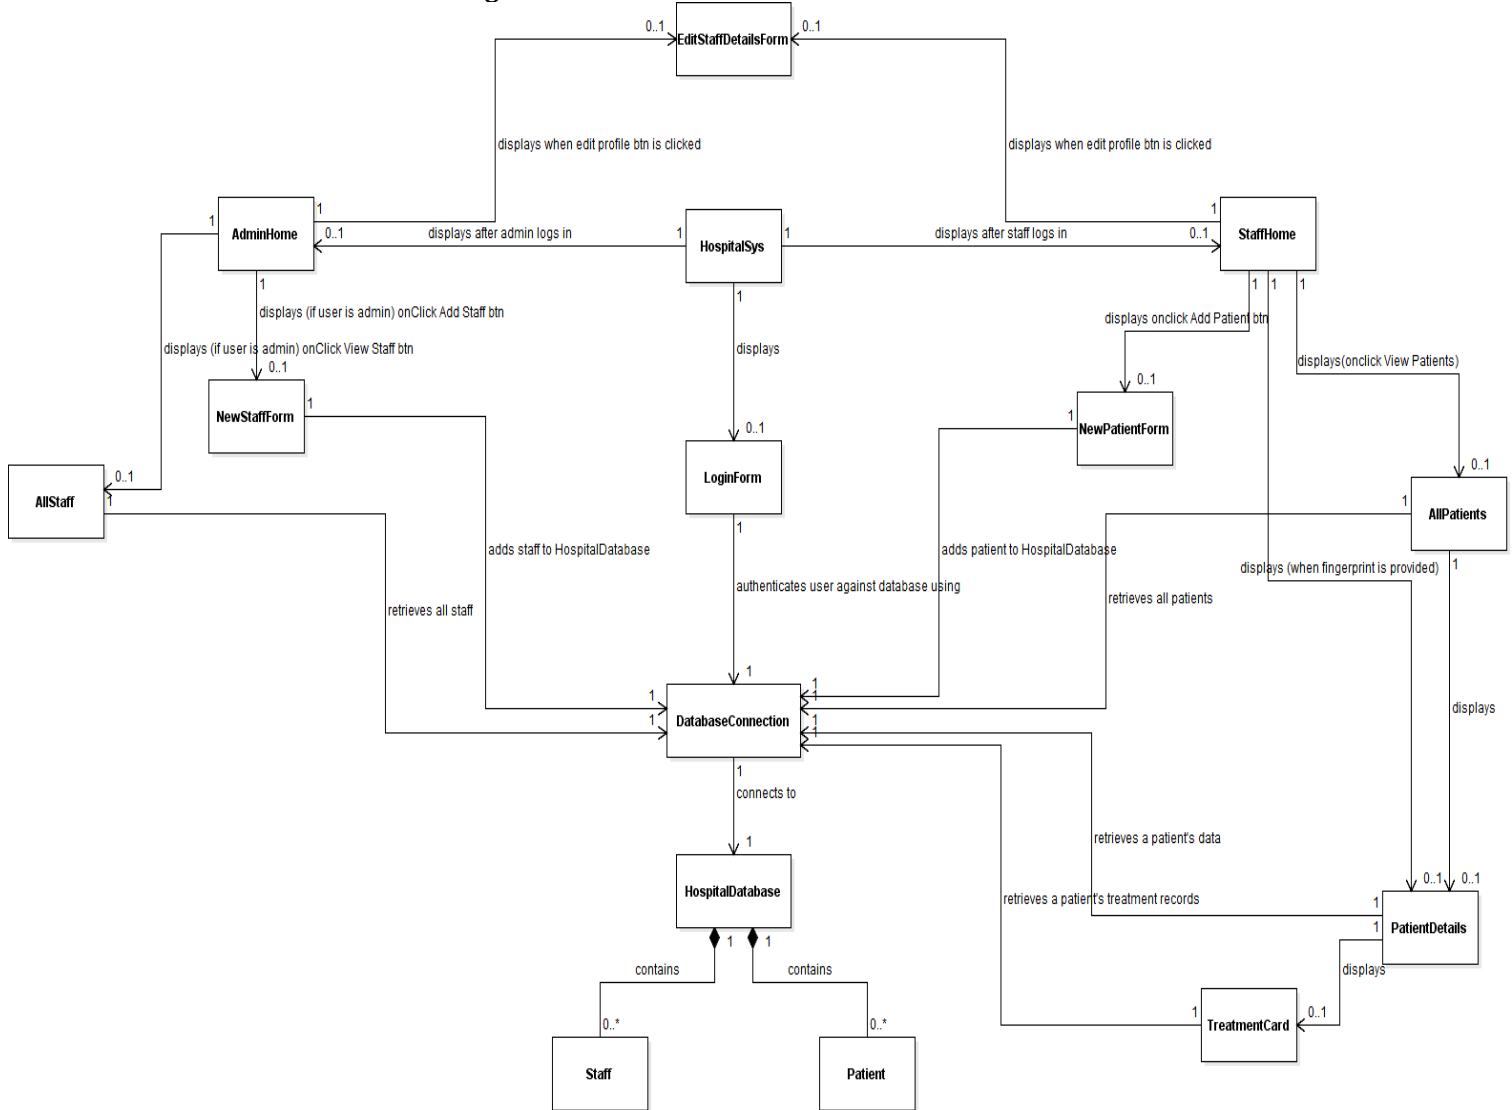 0..1
EditStaffDetailsForm
0..1
displays when edit profile btn is clicked
displays when edit profile btn is clicked
1
AdminHome
1
0..1
displays after admin logs in
1
HospitalSys
1
displays after staff logs in
0..1
1
StaffHome
1
displays (if user is admin) onClick Add Staff btn
displays (if user is admin) onClick View Staff btn
0..1
1
displays
0..1
1
1
1
displays onclick Add Patient btn
displays(onclick View Patients)
0..1
0..1
NewStaffForm
1
NewPatientForm
1
0..1
AllStaff
1
LoginForm
1
1
AllPatients
1
adds staff to HospitalDatabase
adds patient to HospitalDatabase
displays (when fingerprint is provided)
authenticates user against database using
retrieves all staff
retrieves all patients
1
1
1
DatabaseConnection
1
1
1
1
1
connects to
displays
1
retrieves a patient's data
retrieves a patient's treatment records
0..1
0..1
HospitalDatabase
1
1
1
1
PatientDetails
contains
contains
displays
0..*
0..*
1
TreatmentCard
0..1
Staff
Patient